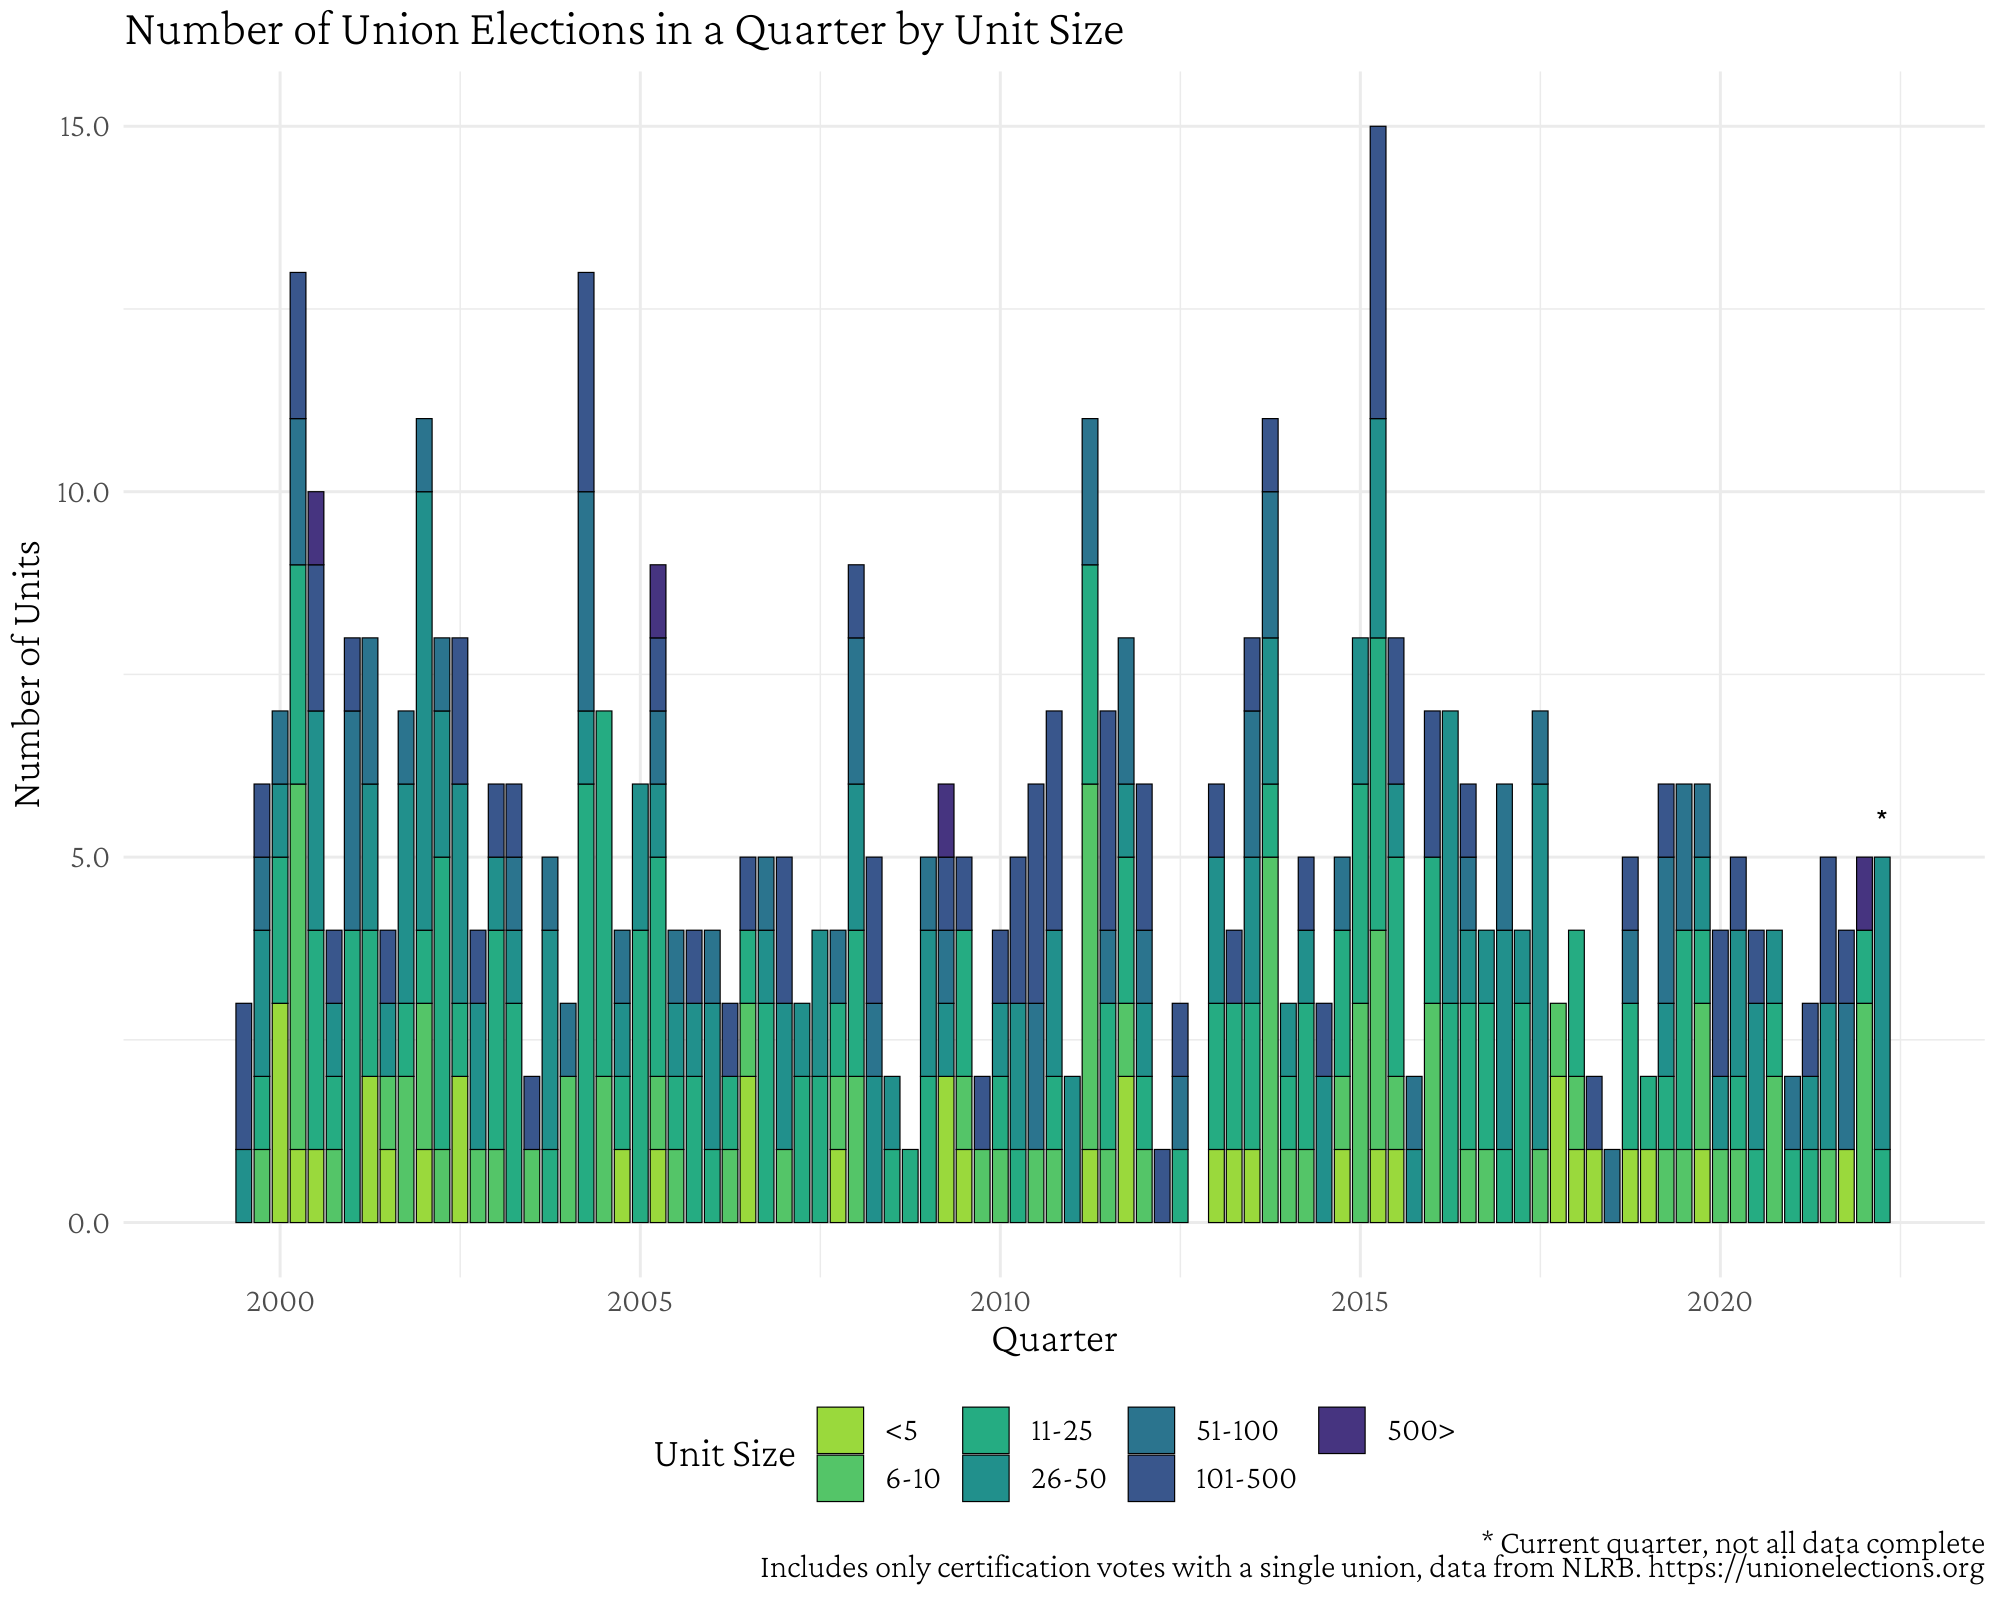 Number of Union Elections in a Quarter by Unit Size
15.0
10.0
5.0
0.0
Number of Units
*
2000 2005 2010 2015 2020
Quarter
Unit Size
<5 11-25 51-100 500>
6-10 26-50 101-500
* Current quarter, not all data complete
Includes only certification votes with a single union, data from NLRB. https://unionelections.org